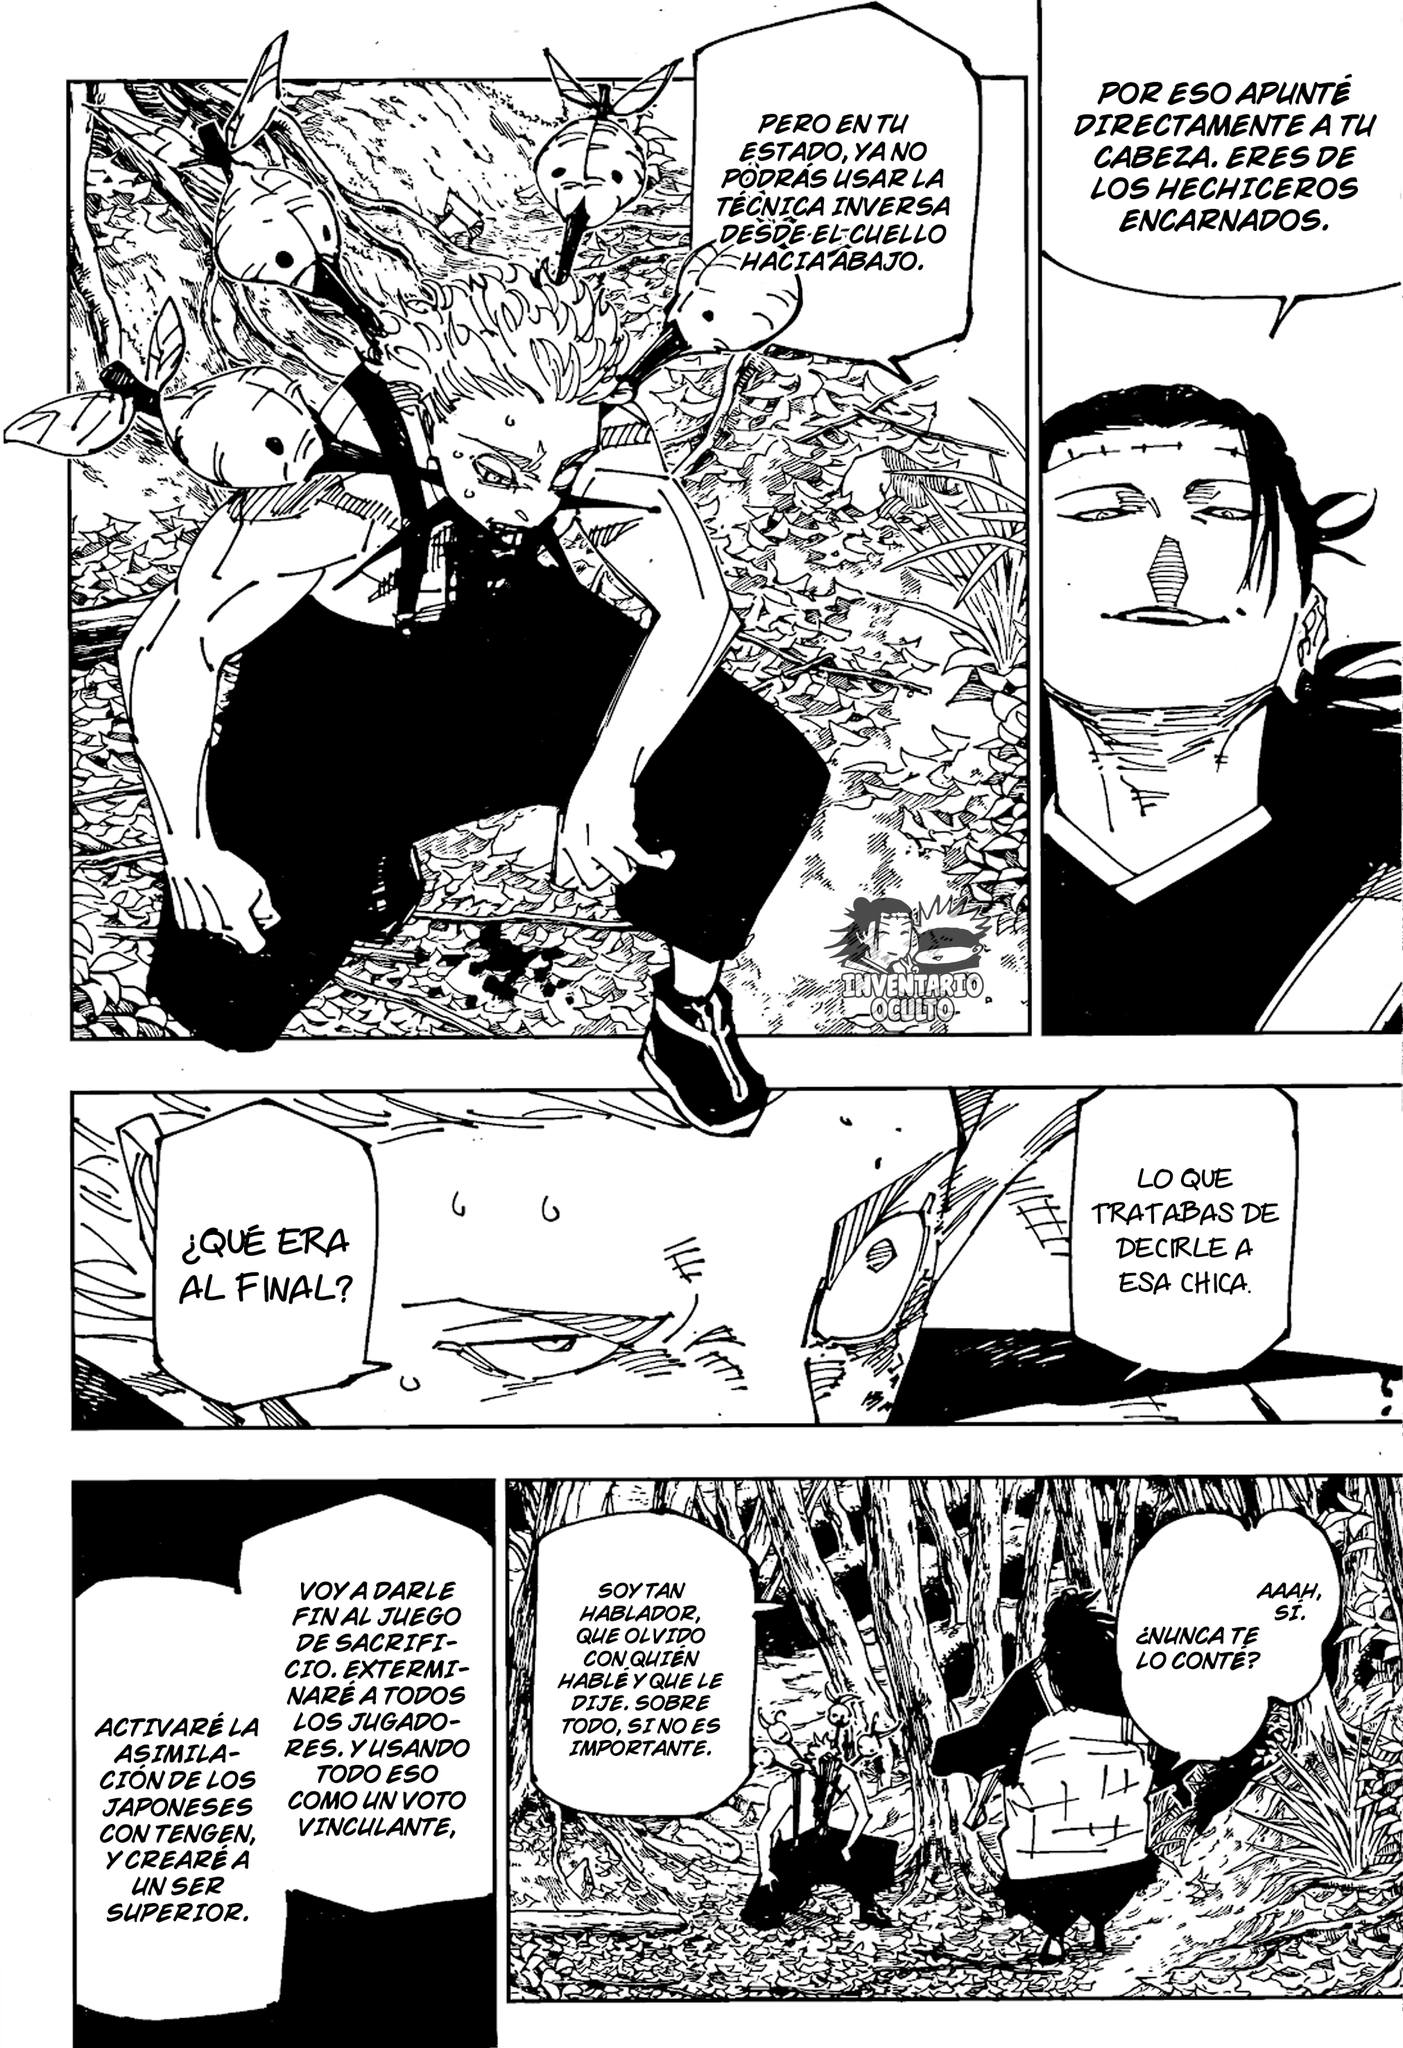 POR ESO APUNTÉ
DIRECTAMENTE A TU
CABEZA. ERES DE
LOS HECHICEROS
ENCARNADOS.
PERO EN TU
ESTADO, YA NO
PODRÁS USAR LA
TÉCNICA INVERSA
DESDE EL CUELLO
HACIA ABAJO.
INVENTARIO
OCULTO
LO QUE
TRATABAS DE
DECIRLE A
ESA CHICA.
¿QUÉ ERA
AL FINAL?
AAAH,
SÍ.
¿NUNCA TE
LO CONTÉ?
SOY TAN
HABLADOR,
QUE OLVIDO
CON QUIÉN
HABLÉ Y QUE LE
DIJE. SOBRE
TODO, SI NO ES
IMPORTANTE.
VOY A DARLE
FIN AL JUEGO
DE SACRIFI-
CIO. EXTERMI-
NARÉ A TODOS
LOS JUGADO-
RES. Y USANDO
TODO ESO
COMO UN VOTO
VINCULANTE,
ACTIVARÉ LA
ASIMILA-
CIÓN DE LOS
JAPONESES
CON TENGEN,
Y CREARÉ A
UN SER
SUPERIOR.